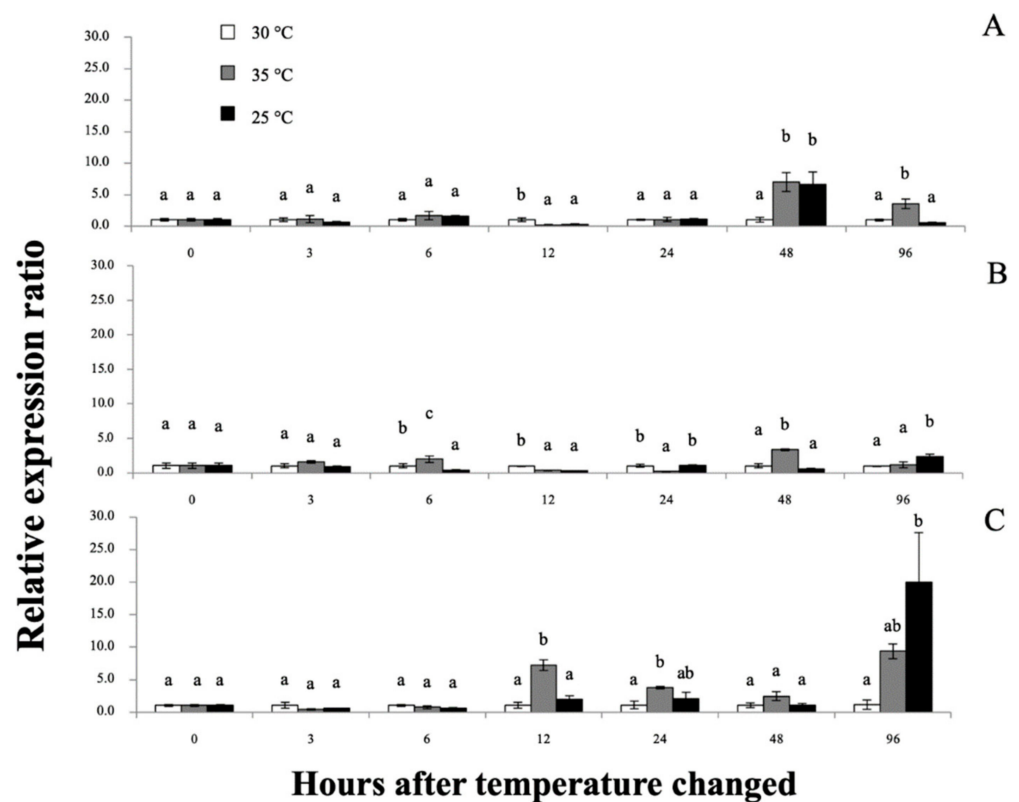 A
30 °C
35 °C
25 °C
30.0
25.0
20.0
15.0
10.0
5.0
0.0
a a a a a a a a a b a a a a a a b b a b a
0 3 6 12 24 48 96
B
30.0
25.0
20.0
15.0
10.0
5.0
0.0
a a a a a a b c a b a a b a b a b a a a b
0 3 6 12 24 48 96
C
30.0
25.0
20.0
15.0
10.0
5.0
0.0
a a a a a a a a a a b a a b ab a a a a ab b
0 3 6 12 24 48 96
Relative expression ratio
Hours after temperature changed